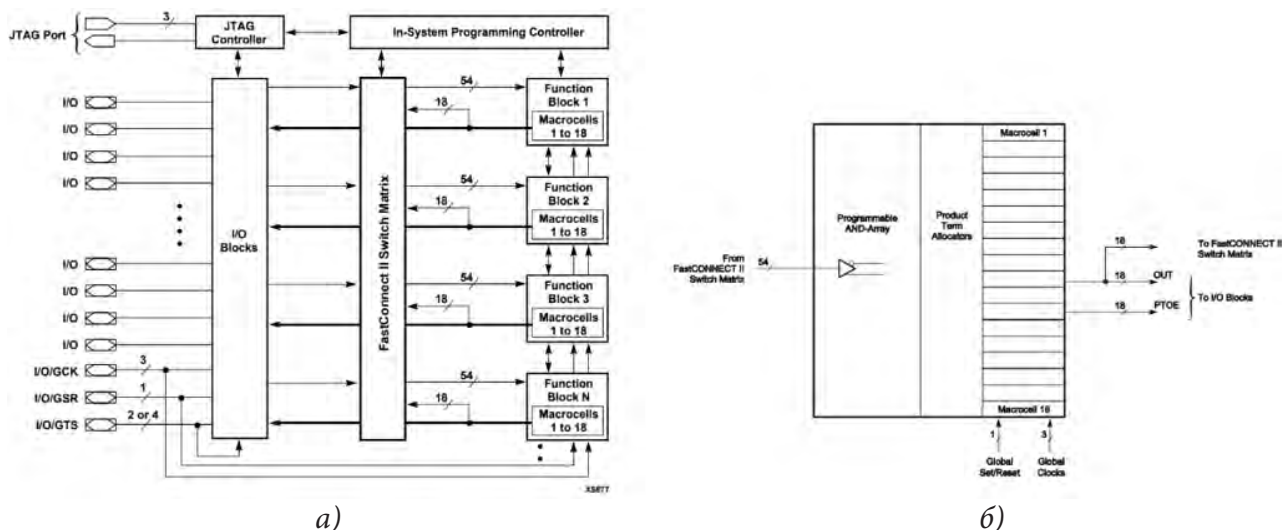 JTAG Port
3
JTAG
Controller
In-System Programming Controller
I/O
I/O
I/O
I/O
I/O
I/O
I/O
I/O
I/O/GCK
3
I/O/GSR
1
I/O/GTS
2 or 4
I/O
Blocks
FastConnect II Switch Matrix
54
18
Function
Block 1
Macrocells
1 to 18
54
18
Function
Block 2
Macrocells
1 to 18
54
18
Function
Block 3
Macrocells
1 to 18
54
18
Function
Block N
Macrocells
1 to 18
XS877
а)
From
FastCONNECT II
Switch Matrix
54
Programmable
AND-Array
Product
Term
Allocators
Macrocell 1
Macrocell 18
18
To FastCONNECT II
Switch Matrix
18
OUT
18
PTOE
To I/O Blocks
1
3
Global
Set/Reset
Global
Clocks
б)